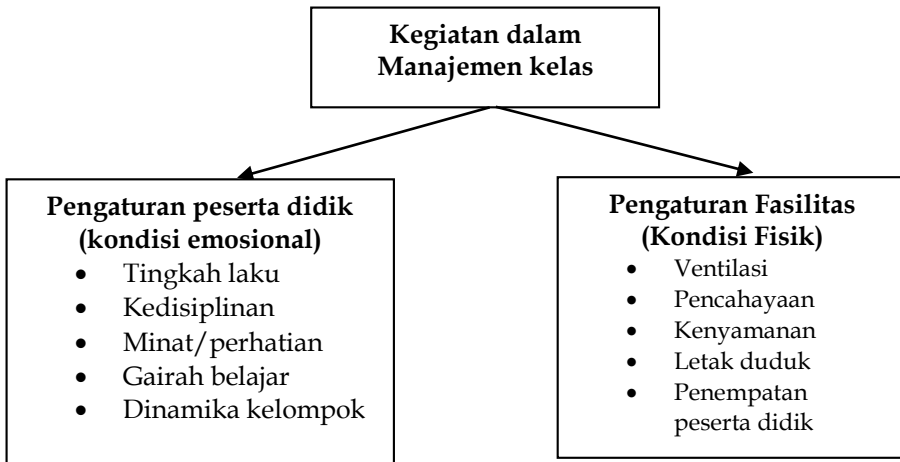 Kegiatan dalam
Manajemen kelas
Pengaturan peserta didik
(kondisi emosional)
• Tingkah laku
• Kedisiplinan
• Minat/perhatian
• Gairah belajar
• Dinamika kelompok
Pengaturan Fasilitas
(Kondisi Fisik)
• Ventilasi
• Pencahayaan
• Kenyamanan
• Letak duduk
• Penempatan
peserta didik